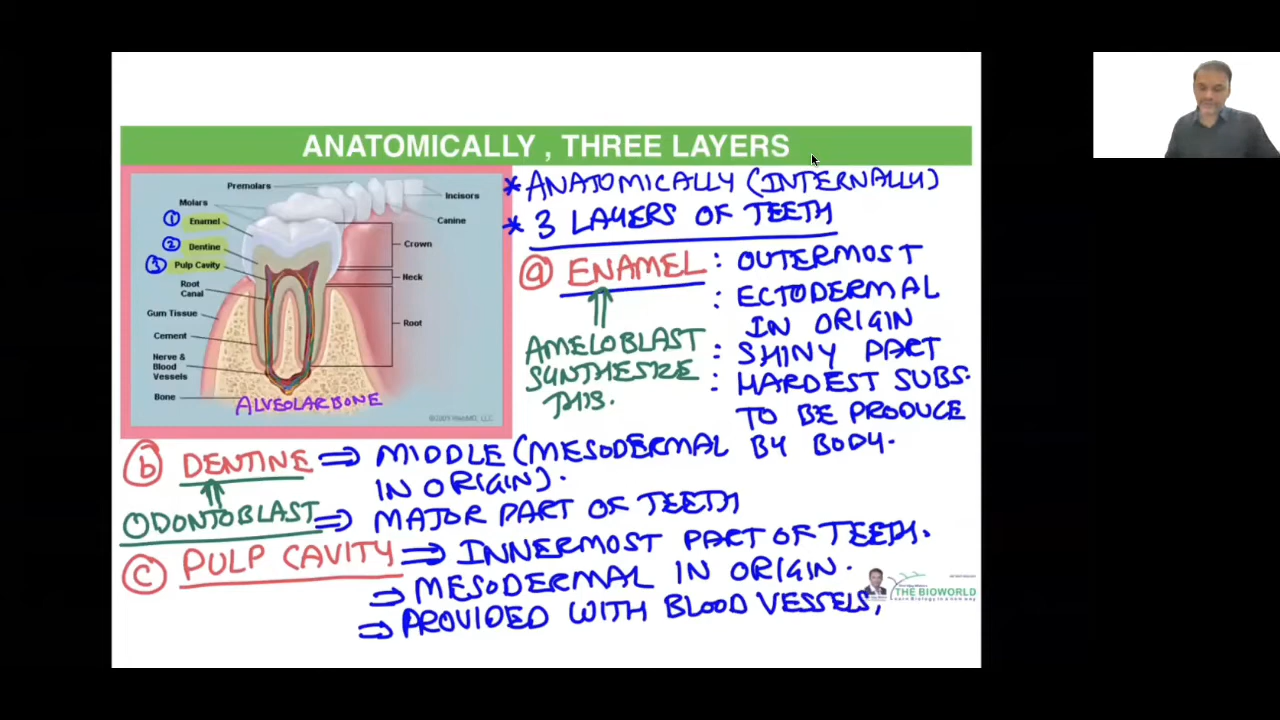 ANATOMICALLY , THREE LAYERS
Premolars
Incisors
Molars
Canine
① Enamel
Crown
② Dentine
③ Pulp Cavity
Neck
Root
Canal
Gum Tissue
Root
Cement
Nerve &
Blood
Vessels
Bone
ALVEOLAR BONE
* ANATOMICALLY (INTERNALLY)
* 3 LAYERS OF TEETH
ⓐ ENAMEL : OUTERMOST
: ECTODERMAL
IN ORIGIN
: SHINY PART
: HARDEST SUBS.
TO BE PRODUCE
BY BODY.
AMELOBLAST
SYNTHESIZE
THIS.
ⓑ DENTINE ⇒ MIDDLE (MESODERMAL
IN ORIGIN).
ODONTOBLAST ⇒ MAJOR PART OF TEETH
ⓒ PULP CAVITY ⇒ INNERMOST PART OF TEETH.
⇒ MESODERMAL IN ORIGIN.
⇒ PROVIDED WITH BLOOD VESSELS,
THE BIOWORLD